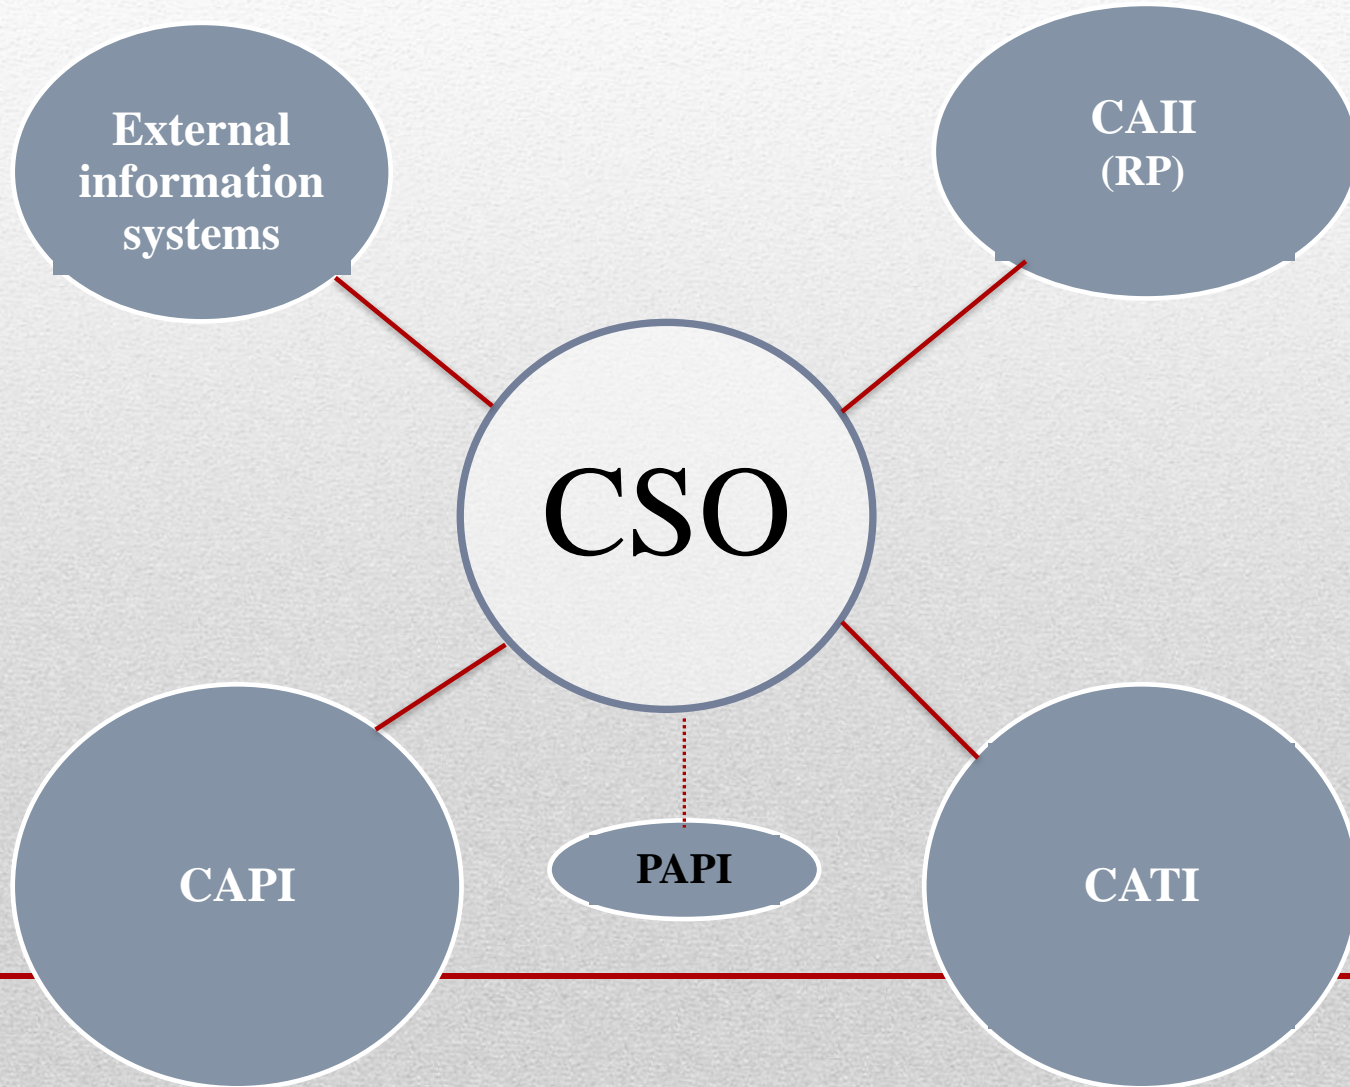 External
information
systems
CAII
(RP)
CSO
CAPI
PAPI
CATI